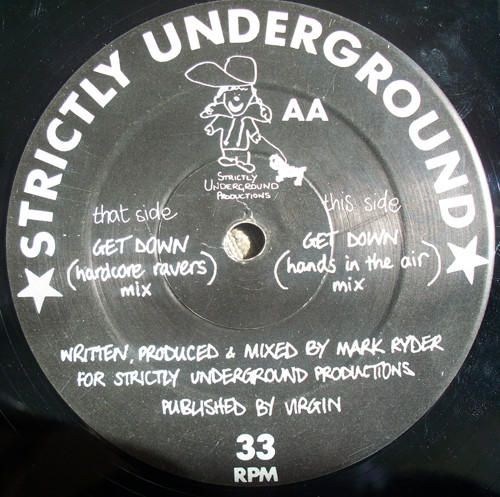 STRICTLY UNDERGROUND
AA
STRICTLY
UNDERGROUND
PRODUCTIONS
that side
GET DOWN
(hardcore ravers)
mix
this side
GET DOWN
(hands in the air)
mix
WRITTEN, PRODUCED & MIXED BY MARK RYDER
FOR STRICTLY UNDERGROUND PRODUCTIONS
PUBLISHED BY VIRGIN
33
RPM